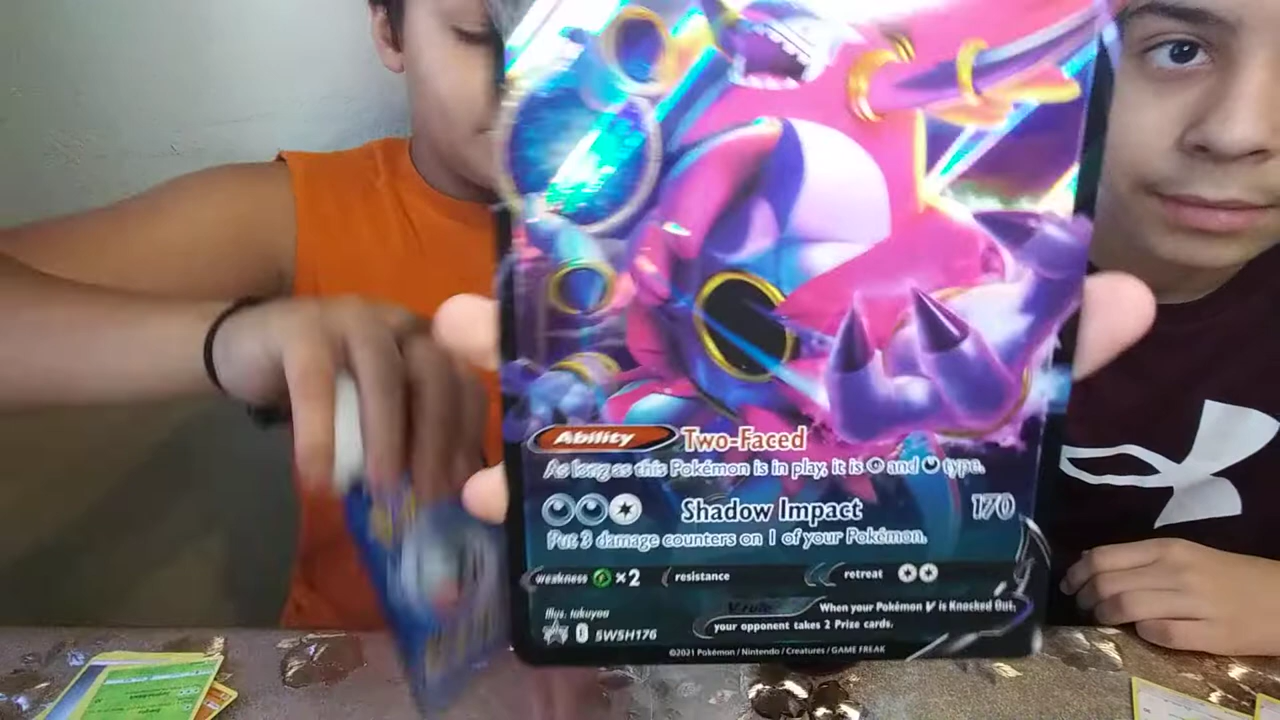 Ability Two-Faced
As long as this Pokémon is in play, it is and type.
Shadow Impact 170
Put 3 damage counters on 1 of your Pokémon.
weakness ×2 resistance retreat
V rule When your Pokémon V is Knocked Out,
your opponent takes 2 Prize cards.
Illus. takuyoa
SWSH176
©2021 Pokémon / Nintendo / Creatures / GAME FREAK